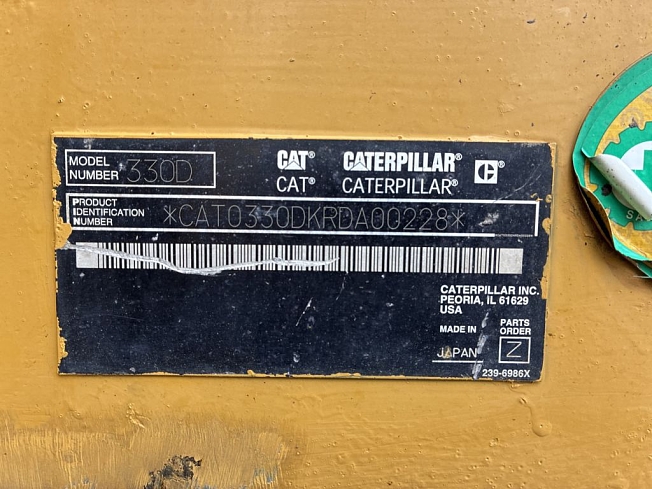 MODEL NUMBER 330D
CAT® CATERPILLAR® C®
CAT® CATERPILLAR®
PRODUCT IDENTIFICATION NUMBER *CAT0330DKRDA00228*
CATERPILLAR INC.
PEORIA, IL 61629
USA
MADE IN JAPAN
PARTS ORDER Z
239-6986X
SA